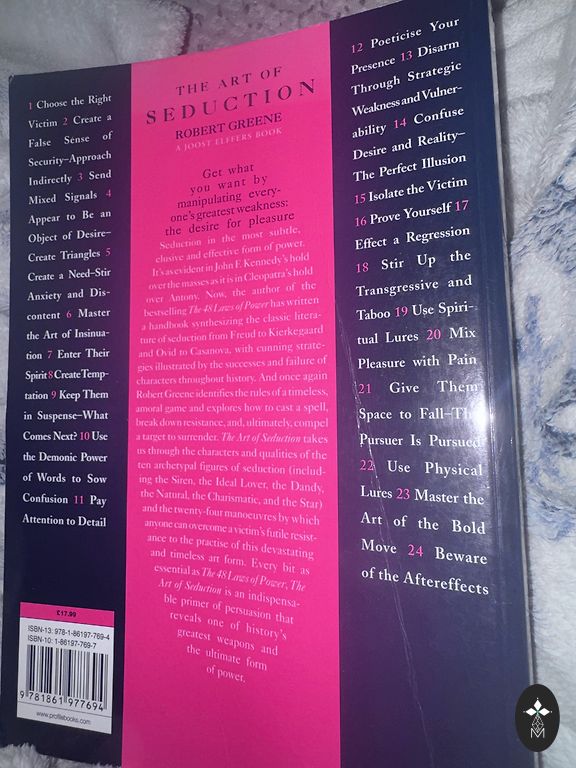 1 Choose the Right
Victim 2 Create a
False Sense of
Security–Approach
Indirectly 3 Send
Mixed Signals 4
Appear to Be an
Object of Desire–
Create Triangles 5
Create a Need–Stir
Anxiety and Dis-
content 6 Master
the Art of Insinua-
tion 7 Enter Their
Spirit 8 Create Temp-
tation 9 Keep Them
in Suspense–What
Comes Next? 10 Use
the Demonic Power
of Words to Sow
Confusion 11 Pay
Attention to Detail
THE ART OF
SEDUCTION
ROBERT GREENE
A JOOST ELFFERS BOOK
Get what
you want by
manipulating every-
one's greatest weakness:
the desire for pleasure
Seduction in the most subtle,
elusive and effective form of power.
It's as evident in John F. Kennedy's hold
over the masses as it is in Cleopatra's hold
over Antony. Now, the author of the
bestselling The 48 Laws of Power has written
a handbook synthesizing the classic litera-
ture of seduction from Freud to Kierkegaard
and Ovid to Casanova, with cunning strate-
gies illustrated by the successes and failure of
characters throughout history. And once again
Robert Greene identifies the rules of a timeless,
amoral game and explores how to cast a spell,
break down resistance, and, ultimately, compel
a target to surrender. The Art of Seduction takes
us through the characters and qualities of the
ten archetypal figures of seduction (includ-
ing the Siren, the Ideal Lover, the Dandy,
the Natural, the Charismatic, and the Star)
and the twenty-four manoeuvres by which
anyone can overcome a victim's futile resist-
ance to the practise of this devastating
and timeless art form. Every bit as
essential as The 48 Laws of Power, The
Art of Seduction is an indispensa-
ble primer of persuasion that
reveals one of history's
greatest weapons and
the ultimate form
of power.
12 Poeticise Your
Presence 13 Disarm
Through Strategic
Weakness and Vulner-
ability 14 Confuse
Desire and Reality–
The Perfect Illusion
15 Isolate the Victim
16 Prove Yourself 17
Effect a Regression
18 Stir Up the
Transgressive and
Taboo 19 Use Spiri-
tual Lures 20 Mix
Pleasure with Pain
21 Give Them
Space to Fall–The
Pursuer Is Pursued
22 Use Physical
Lures 23 Master the
Art of the Bold
Move 24 Beware
of the Aftereffects
£17.99
ISBN-13: 978-1-86197-769-4
ISBN-10: 1-86197-769-7
9 781861 977694
www.profilebooks.com
M